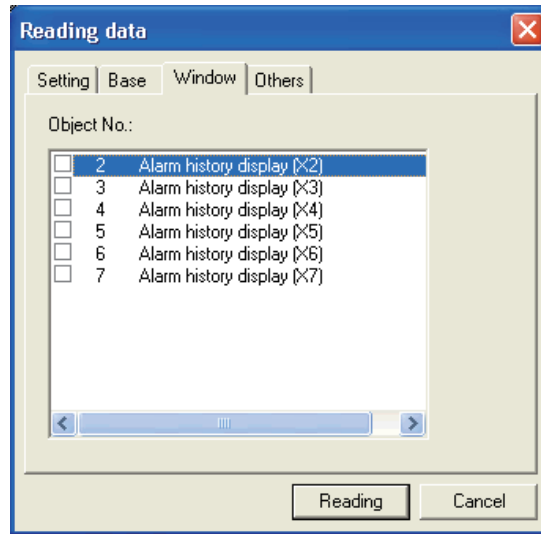 Reading data
Setting Base Window Others
Object No.:
2 Alarm history display (X2)
3 Alarm history display (X3)
4 Alarm history display (X4)
5 Alarm history display (X5)
6 Alarm history display (X6)
7 Alarm history display (X7)
Reading Cancel